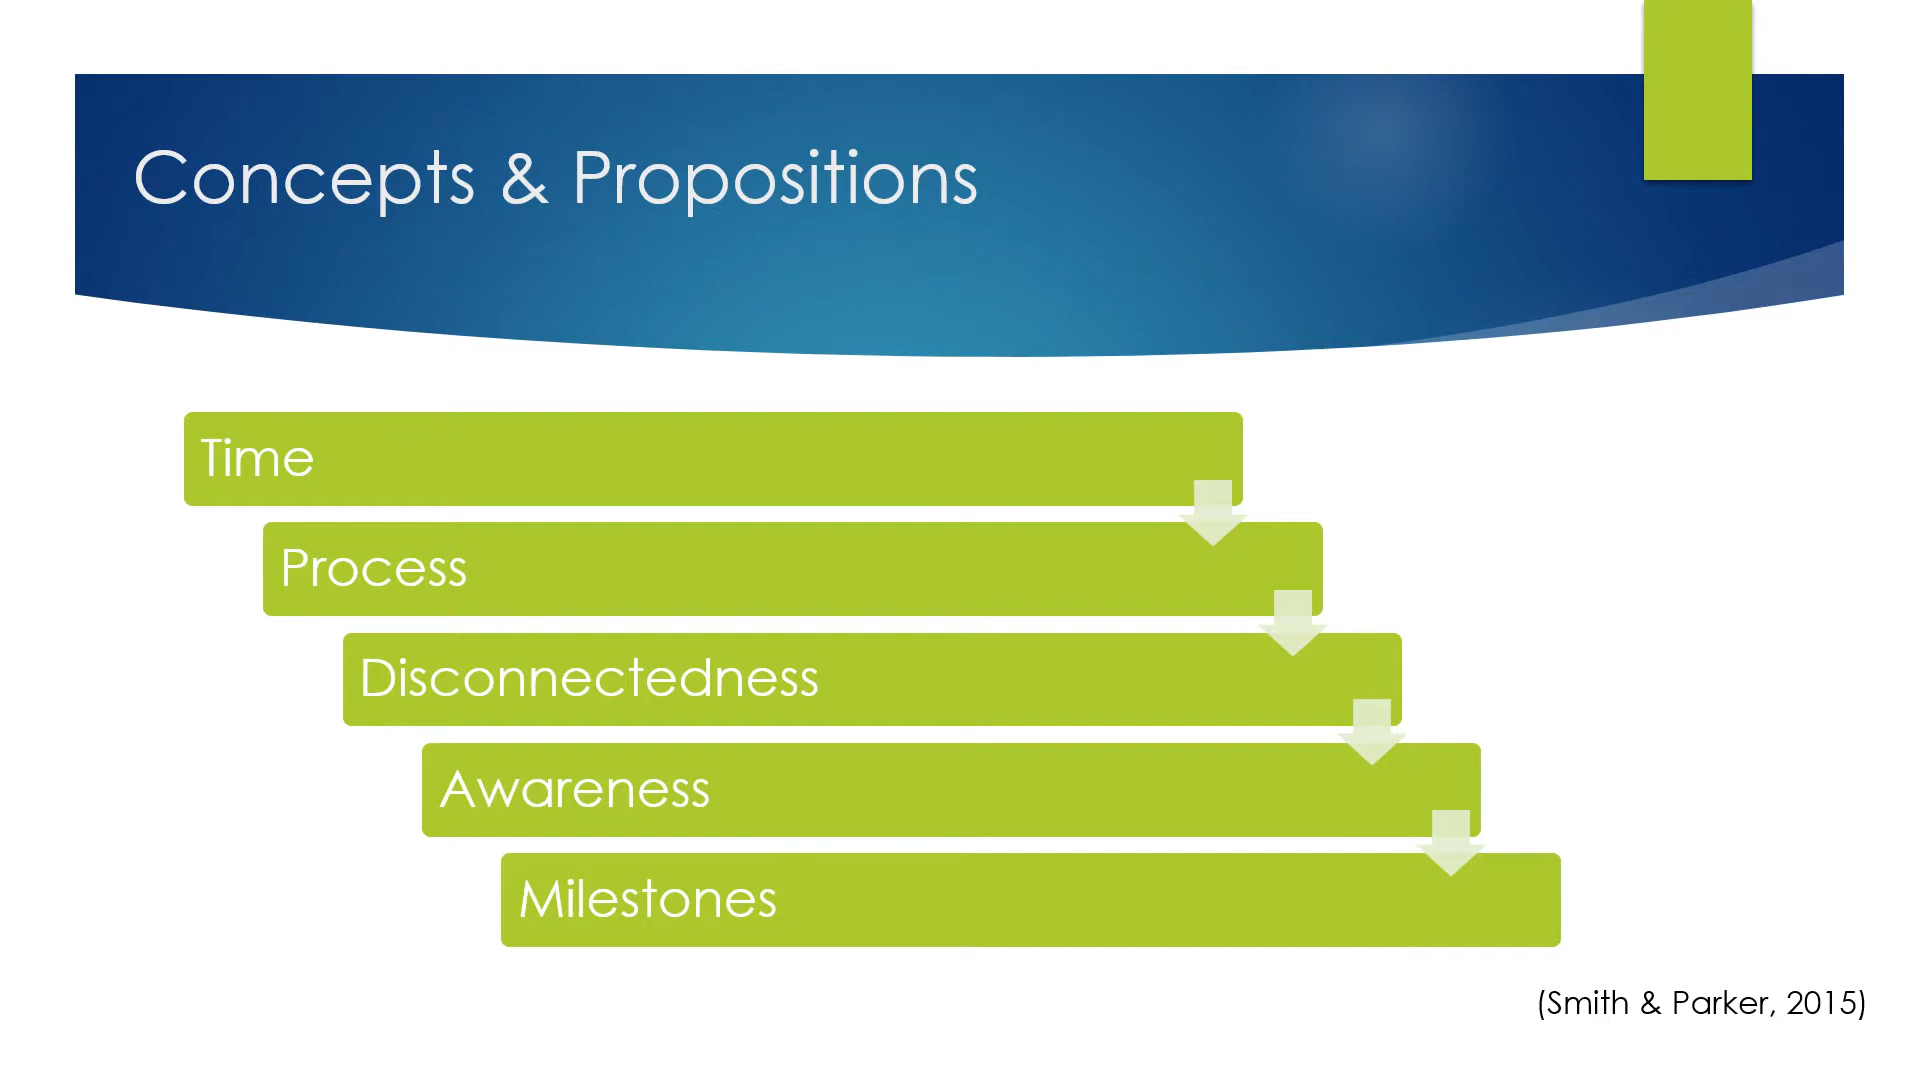 Concepts & Propositions
Time
Process
Disconnectedness
Awareness
Milestones
(Smith & Parker, 2015)